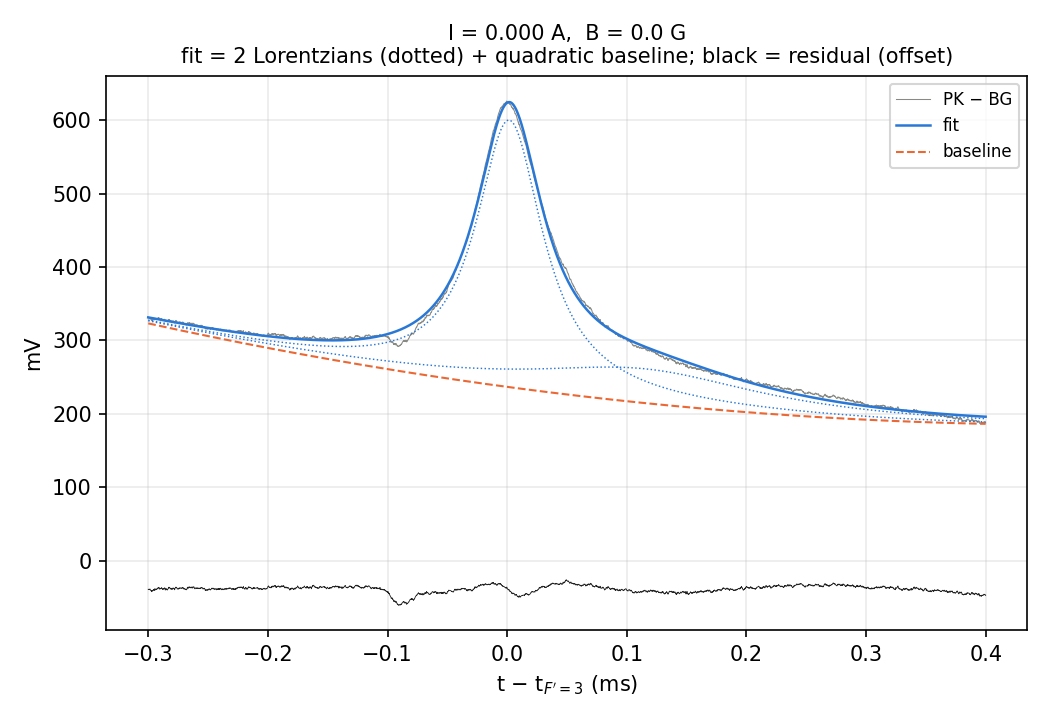 I = 0.000 A,  B = 0.0 G
fit = 2 Lorentzians (dotted) + quadratic baseline; black = residual (offset)
PK − BG
fit
baseline
600
500
400
300
200
100
0
mV
−0.3
−0.2
−0.1
0.0
0.1
0.2
0.3
0.4
t − t_{F′=3} (ms)